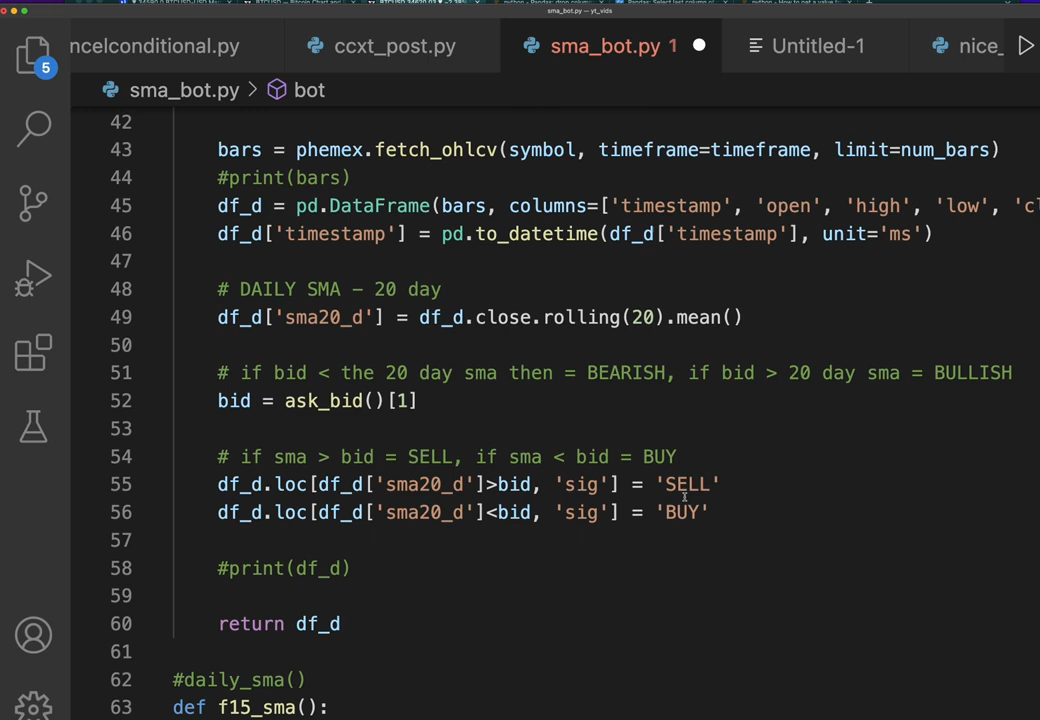 sma_bot.py — yt_vids
ncelconditional.py ccxt_post.py sma_bot.py 1 Untitled-1 nice_
5
sma_bot.py > bot
42
43 bars = phemex.fetch_ohlcv(symbol, timeframe=timeframe, limit=num_bars)
44 #print(bars)
45 df_d = pd.DataFrame(bars, columns=['timestamp', 'open', 'high', 'low', 'cl
46 df_d['timestamp'] = pd.to_datetime(df_d['timestamp'], unit='ms')
47
48 # DAILY SMA - 20 day
49 df_d['sma20_d'] = df_d.close.rolling(20).mean()
50
51 # if bid < the 20 day sma then = BEARISH, if bid > 20 day sma = BULLISH
52 bid = ask_bid()[1]
53
54 # if sma > bid = SELL, if sma < bid = BUY
55 df_d.loc[df_d['sma20_d']>bid, 'sig'] = 'SELL'
56 df_d.loc[df_d['sma20_d']<bid, 'sig'] = 'BUY'
57
58 #print(df_d)
59
60 return df_d
61
62 #daily_sma()
63 def f15_sma():